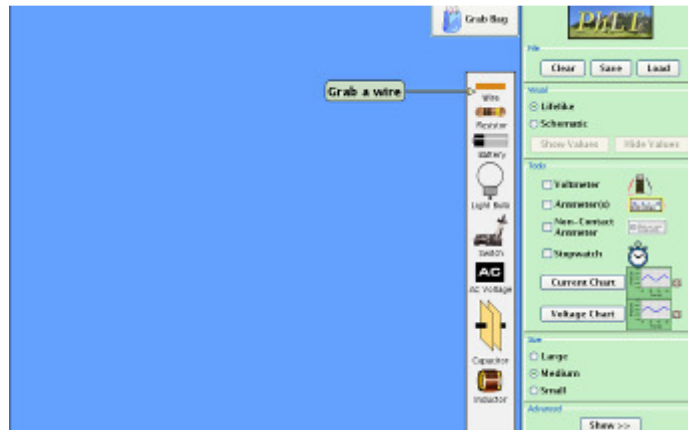 Grab Bag
PhET
File
Clear Save Load
Visual
Lifelike
Schematic
Show Values Hide Values
Grab a wire
Wire
Resistor
Battery
Light Bulb
Switch
AC
AC Voltage
Capacitor
Inductor
Tools
Voltmeter
Ammeter(s)
Non-Contact
Ammeter
Stopwatch
Current Chart
Voltage Chart
Size
Large
Medium
Small
Advanced
Show >>